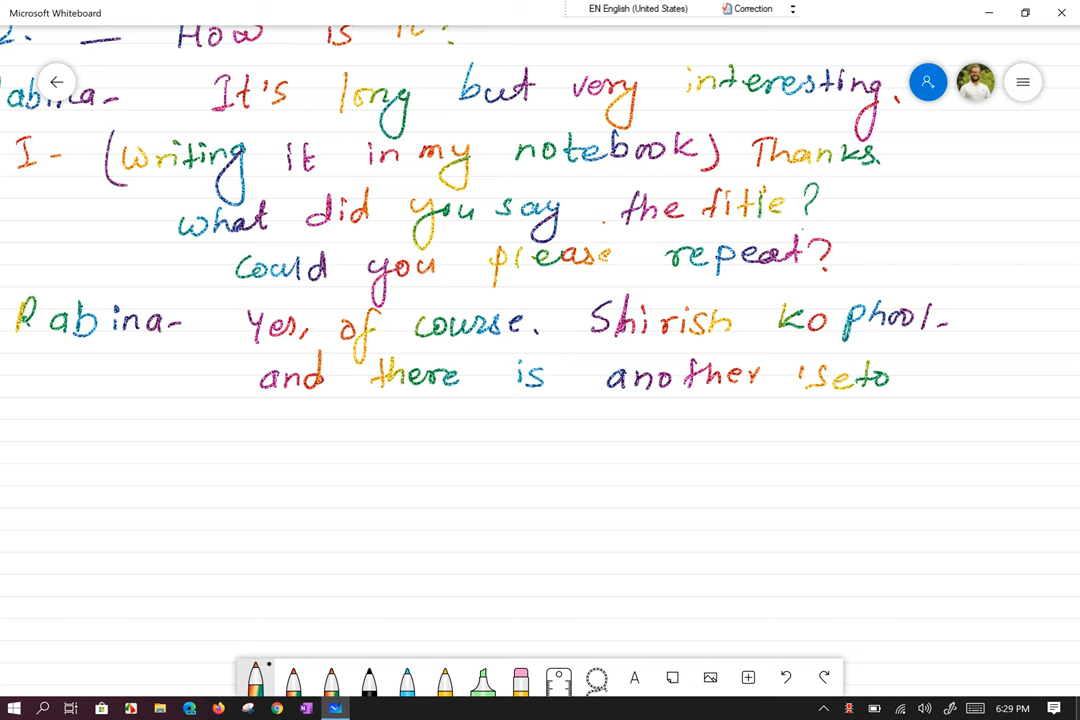 Microsoft Whiteboard
EN English (United States) Correction
2. — How is it?
Rabina- It's long but very interesting.
I- (Writing it in my notebook) Thanks.
what did you say the title?
Could you please repeat?
Rabina- Yes, of course. Shirish ko phool-
and there is another 'seto
A
6:29 PM